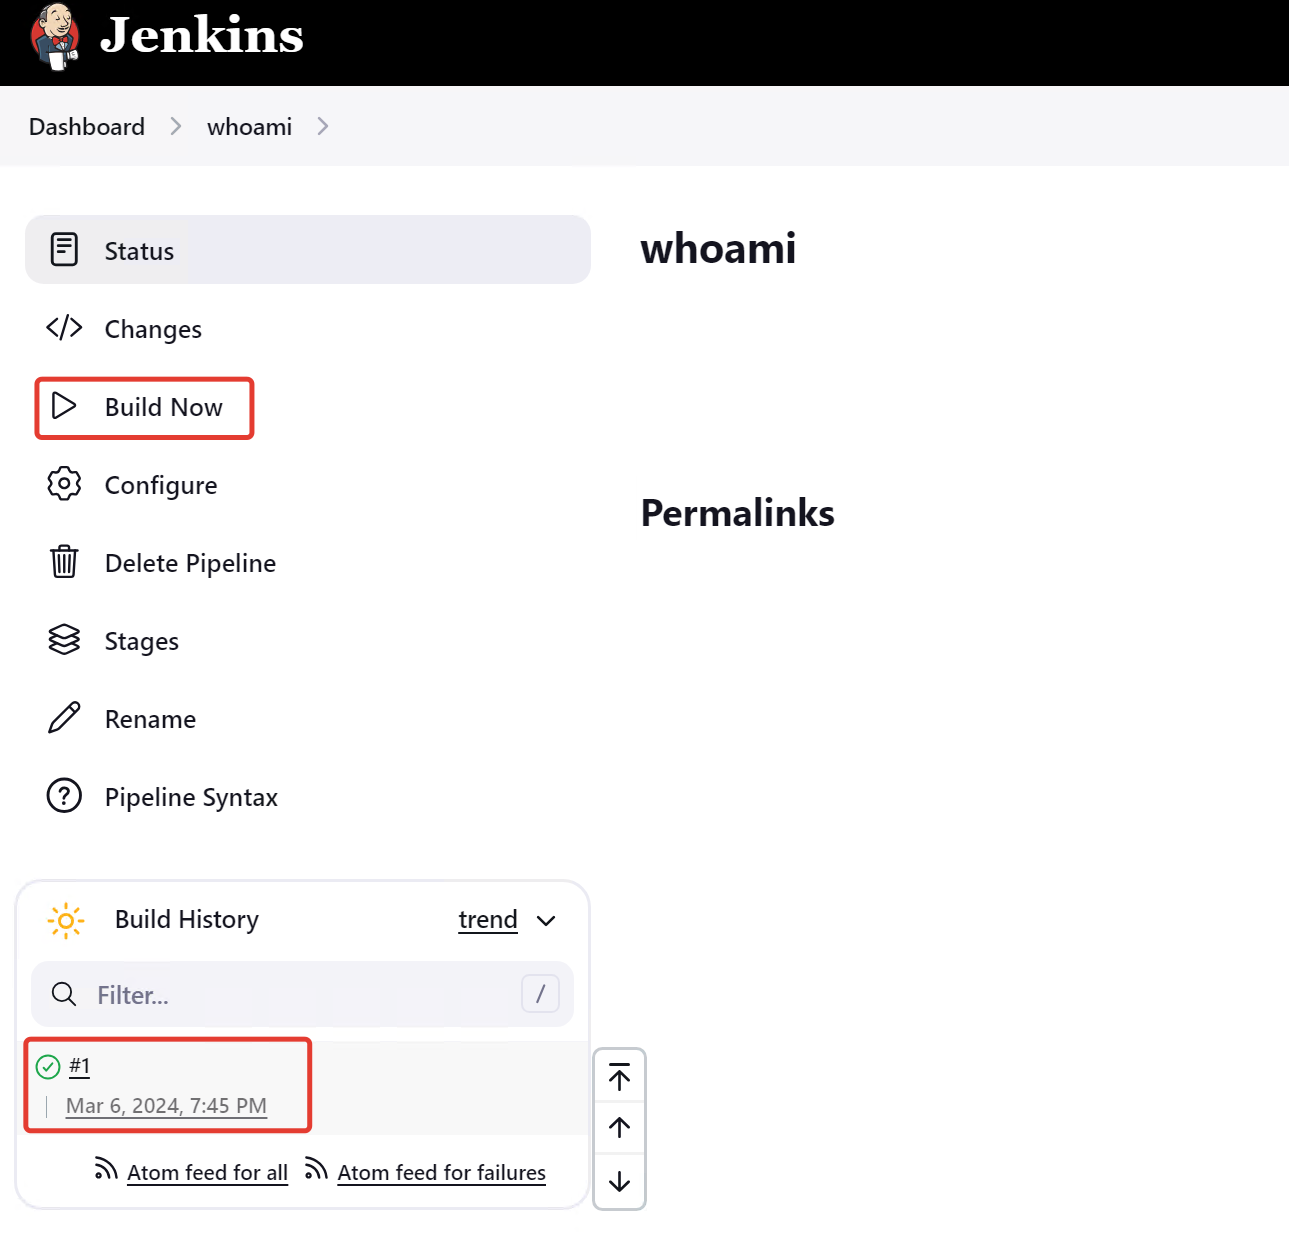 Jenkins
Dashboard
whoami
Status
Changes
Build Now
Configure
Delete Pipeline
Stages
Rename
Pipeline Syntax
whoami
Permalinks
Build History
trend
Filter...
/
#1
Mar 6, 2024, 7:45 PM
Atom feed for all
Atom feed for failures